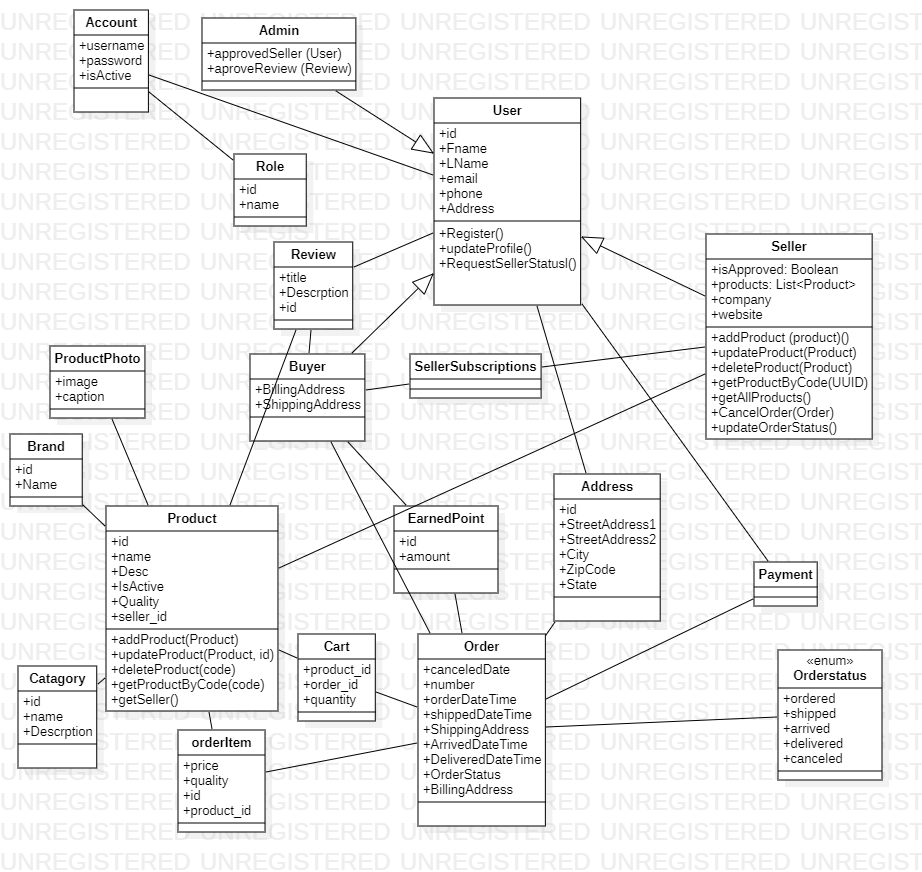 Account
+username
+password
+isActive
Admin
+approvedSeller (User)
+aproveReview (Review)
User
+id
+Fname
+LName
+email
+phone
+Address
+Register()
+updateProfile()
+RequestSellerStatusl()
Role
+id
+name
Review
+title
+Descrption
+id
Seller
+isApproved: Boolean
+products: List<Product>
+company
+website
+addProduct (product)()
+updateProduct(Product)
+deleteProduct(Product)
+getProductByCode(UUID)
+getAllProducts()
+CancelOrder(Order)
+updateOrderStatus()
ProductPhoto
+image
+caption
Buyer
+BillingAddress
+ShippingAddress
SellerSubscriptions
Brand
+id
+Name
Product
+id
+name
+Desc
+IsActive
+Quality
+seller_id
+addProduct(Product)
+updateProduct(Product, id)
+deleteProduct(code)
+getProductByCode(code)
+getSeller()
EarnedPoint
+id
+amount
Address
+id
+StreetAddress1
+StreetAddress2
+City
+ZipCode
+State
Payment
Cart
+product_id
+order_id
+quantity
Order
+canceledDate
+number
+orderDateTime
+shippedDateTime
+ShippingAddress
+ArrivedDateTime
+DeliveredDateTime
+OrderStatus
+BillingAddress
«enum»
Orderstatus
+ordered
+shipped
+arrived
+delivered
+canceled
Catagory
+id
+name
+Descrption
orderItem
+price
+quality
+id
+product_id
UNREGISTERED